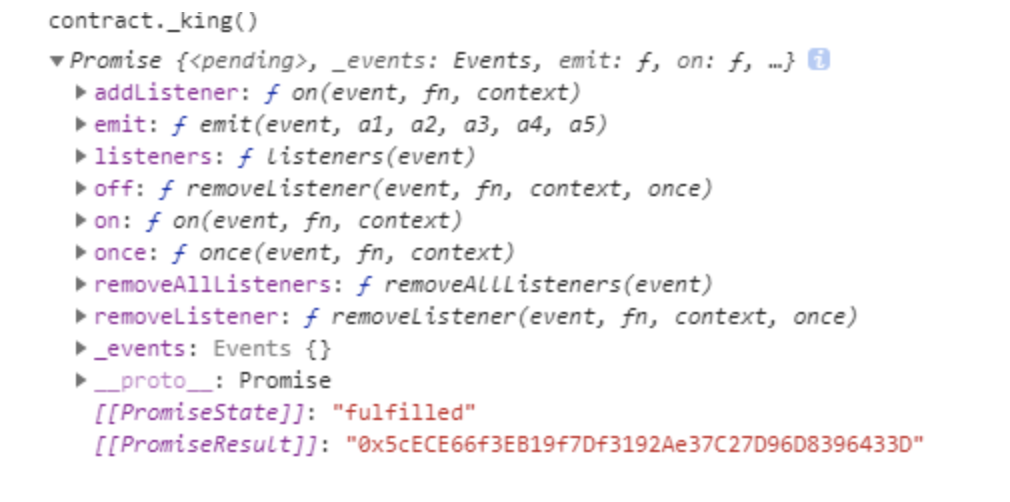 contract._king()
▼Promise {<pending>, _events: Events, emit: ƒ, on: ƒ, …} i
▶addListener: ƒ on(event, fn, context)
▶emit: ƒ emit(event, a1, a2, a3, a4, a5)
▶listeners: ƒ listeners(event)
▶off: ƒ removeListener(event, fn, context, once)
▶on: ƒ on(event, fn, context)
▶once: ƒ once(event, fn, context)
▶removeAllListeners: ƒ removeAllListeners(event)
▶removeListener: ƒ removeListener(event, fn, context, once)
▶_events: Events {}
▶__proto__: Promise
[[PromiseState]]: "fulfilled"
[[PromiseResult]]: "0x5cECE66f3EB19f7Df3192Ae37C27D96D8396433D"